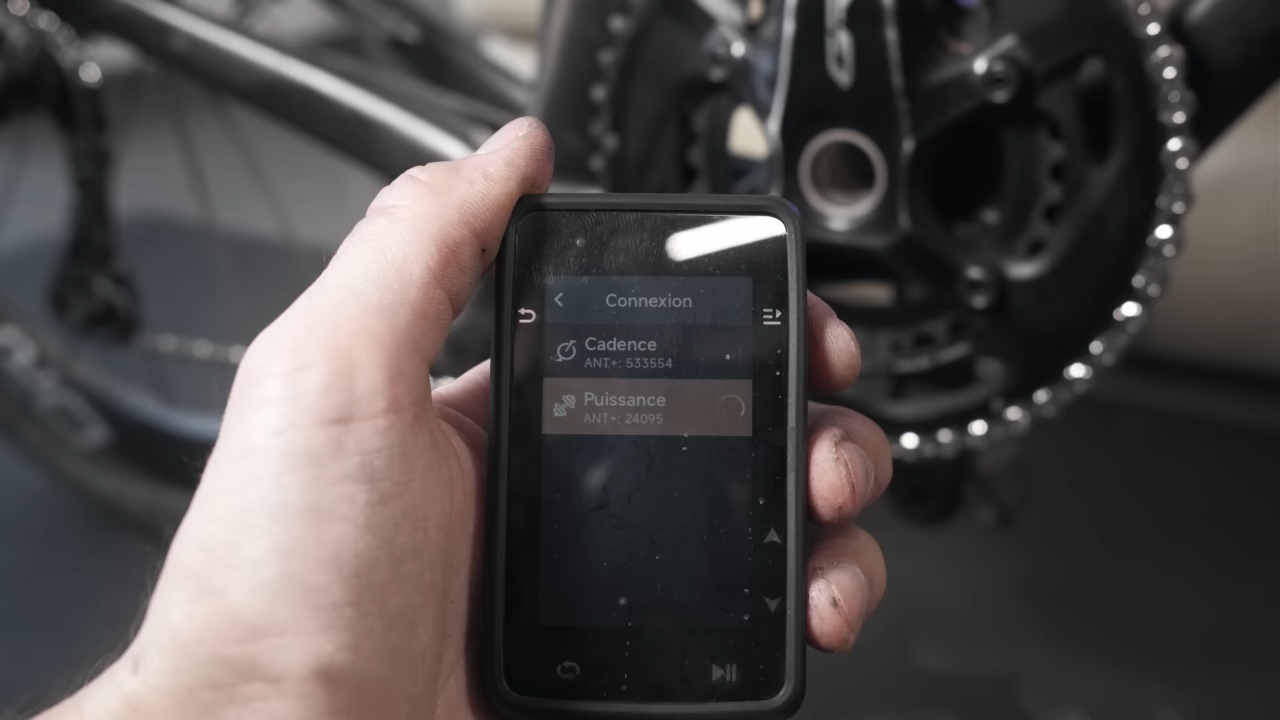 Connexion
Cadence
ANT+: 533554
Puissance
ANT+: 24095